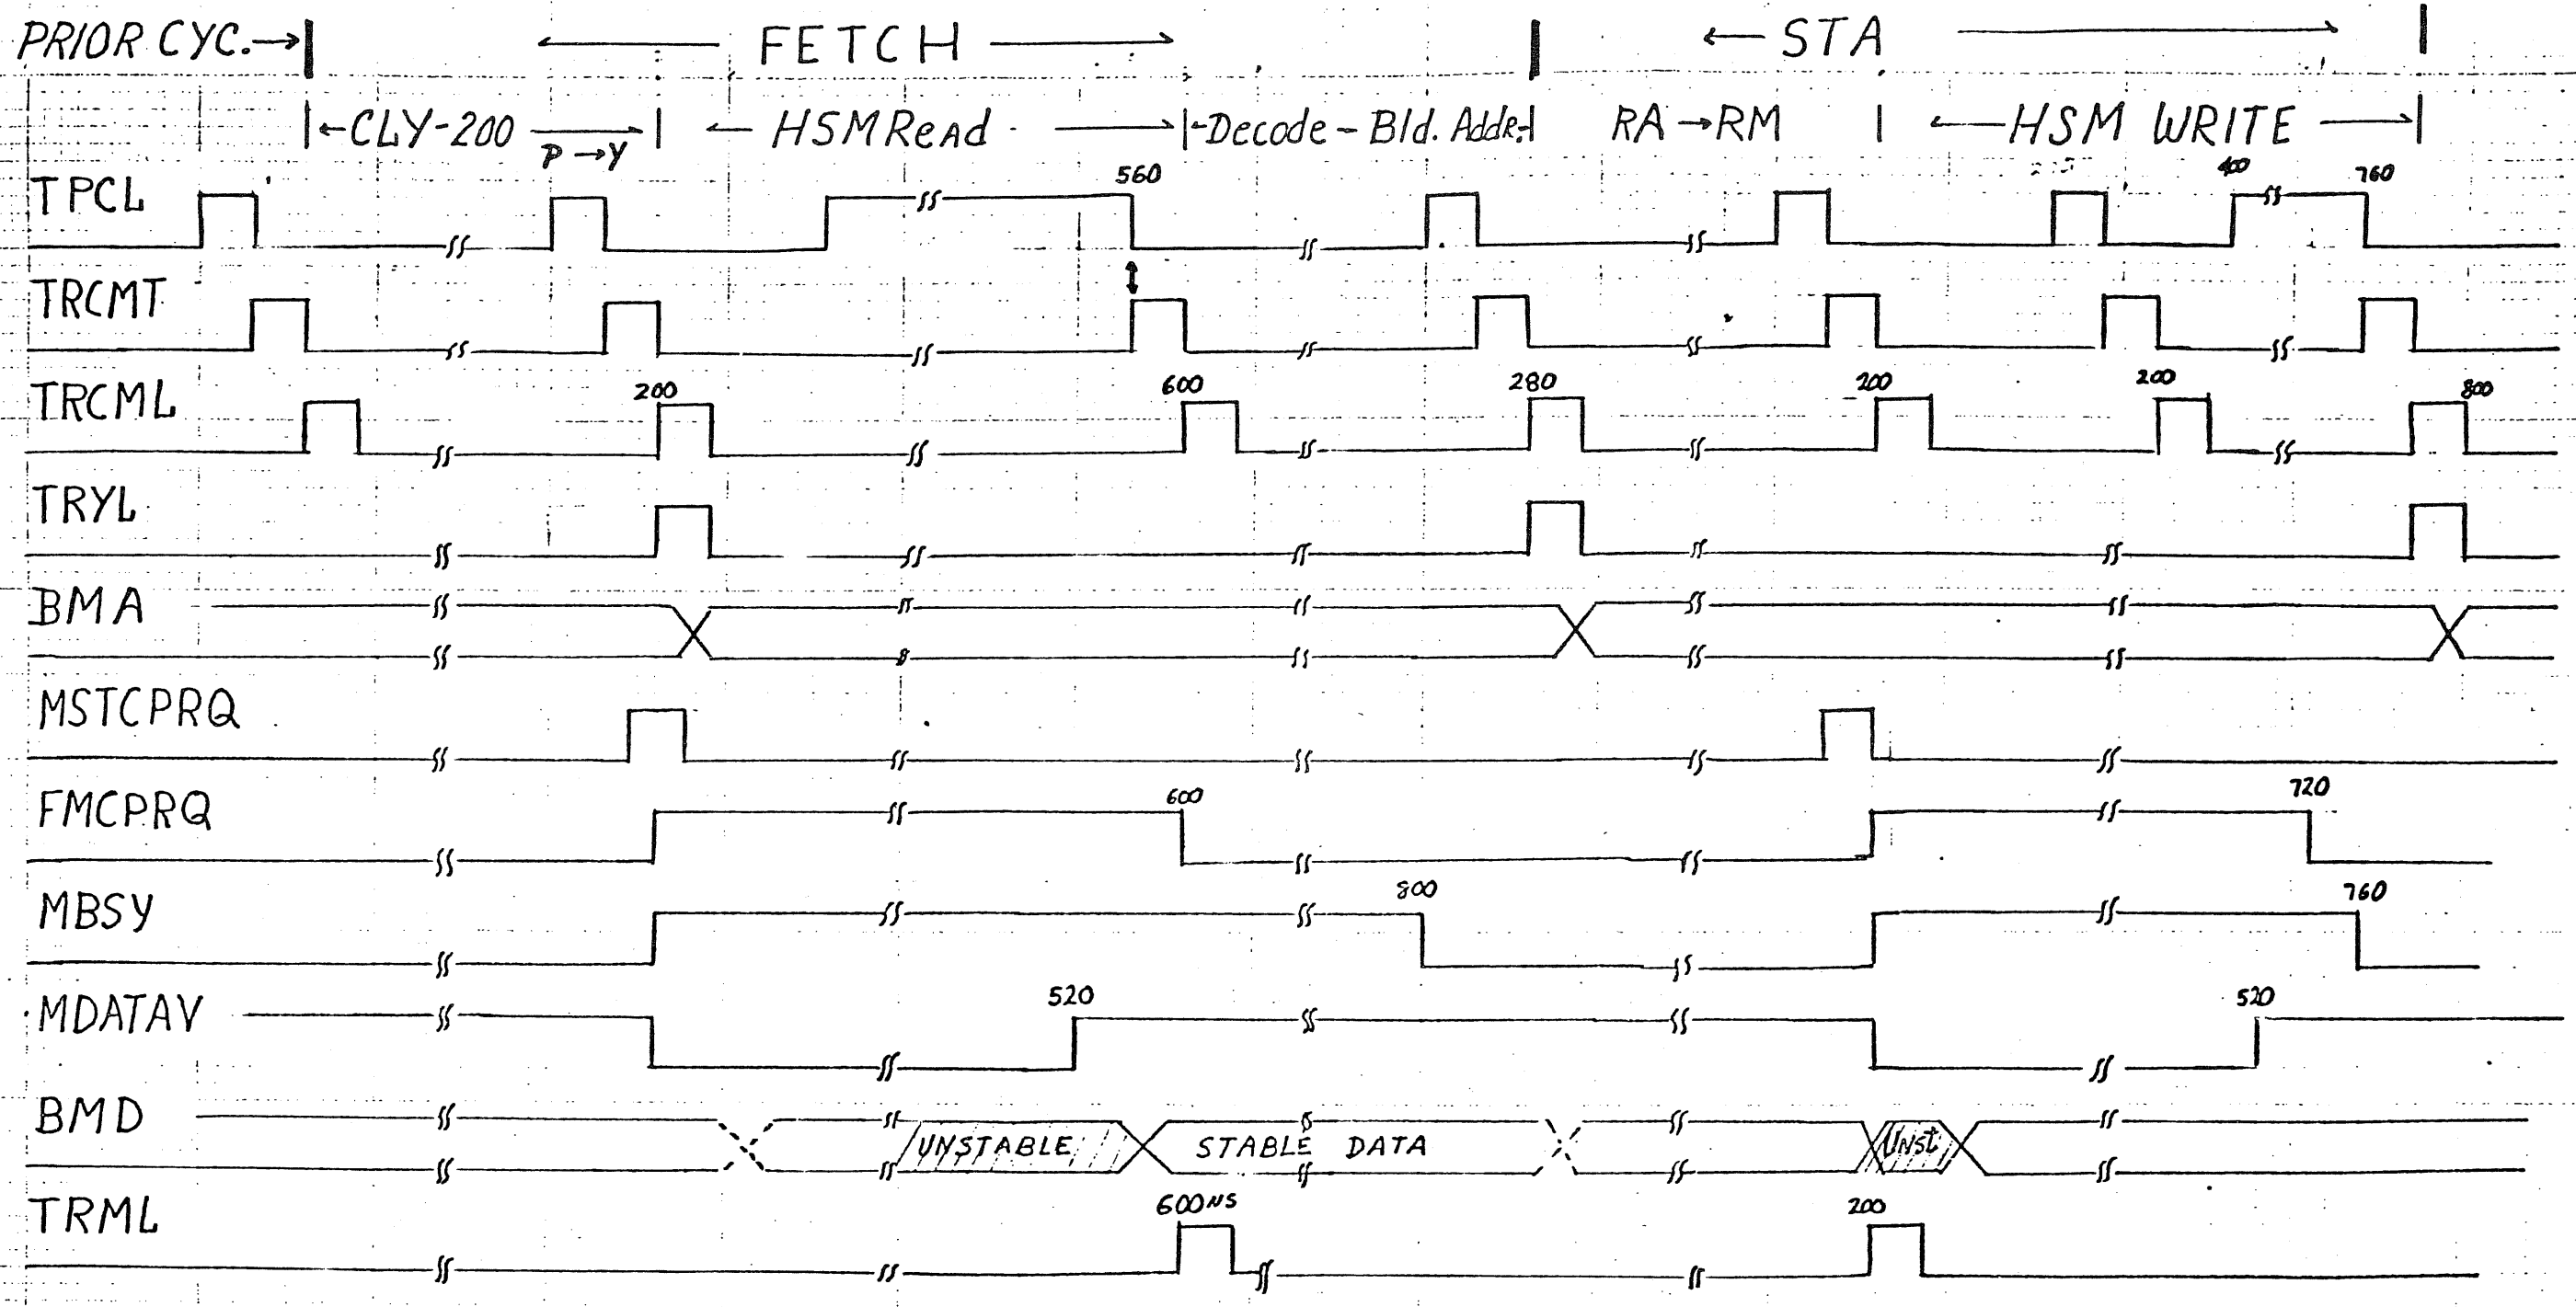 PRIOR CYC.→ ← FETCH → ← STA →
←CLY-200 P→Y → ← HSM Read → -Decode - Bld. Addr- RA→RM ← HSM WRITE →
TPCL 560 400 760
TRCMT
TRCML 200 600 280 200 200 800
TRYL
BMA
MSTCPRQ
FMCPRQ 600 720
MBSY 800 760
MDATAV 520 520
BMD UNSTABLE STABLE DATA UNST
TRML 600NS 200